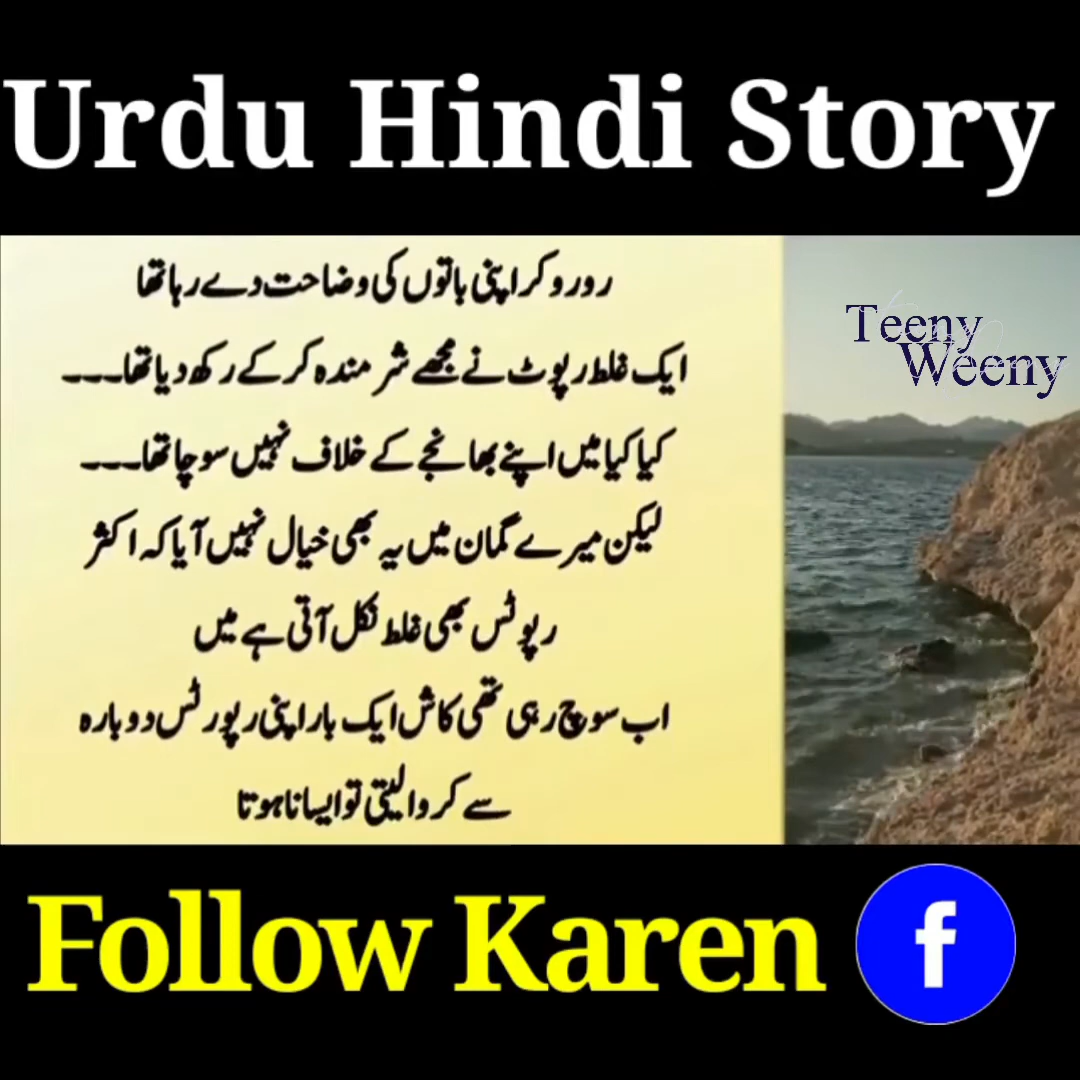 Urdu Hindi Story
رو رو کر اپنی باتوں کی وضاحت دے رہا تھا
Teeny
Weeny
ایک غلط رپوٹ نے مجھے شرمندہ کر کے رکھ دیا تھا۔۔۔
کیا کیا میں اپنے بھانجے کے خلاف نہیں سوچا تھا۔۔۔
لیکن میرے گمان میں یہ بھی خیال نہیں آیا کہ اکثر
رپوٹس بھی غلط نکل آتی ہے میں
اب سوچ رہی تھی کاش ایک بار اپنی رپورٹس دوبارہ
سے کروا لیتی تو ایسا نا ہوتا
Follow Karen f